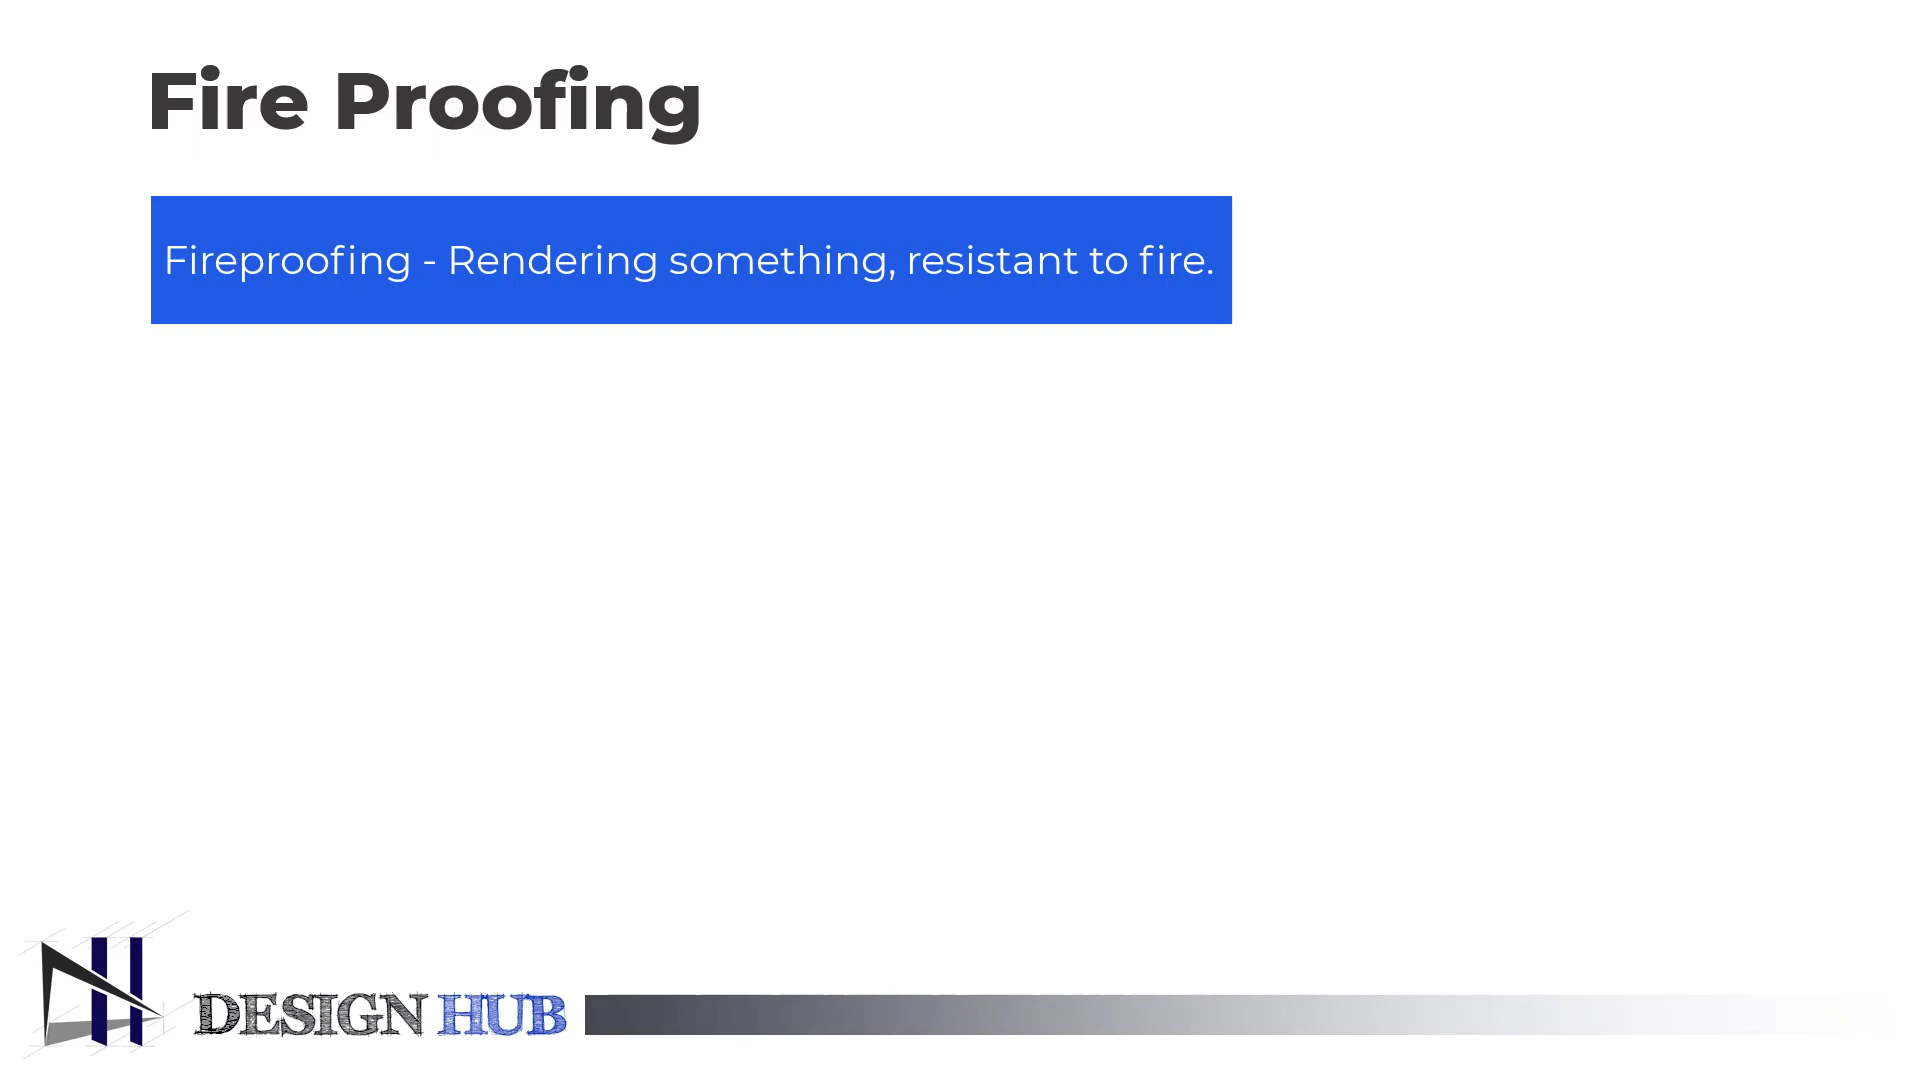 Fire Proofing
Fireproofing - Rendering something, resistant to fire.
DESIGN HUB